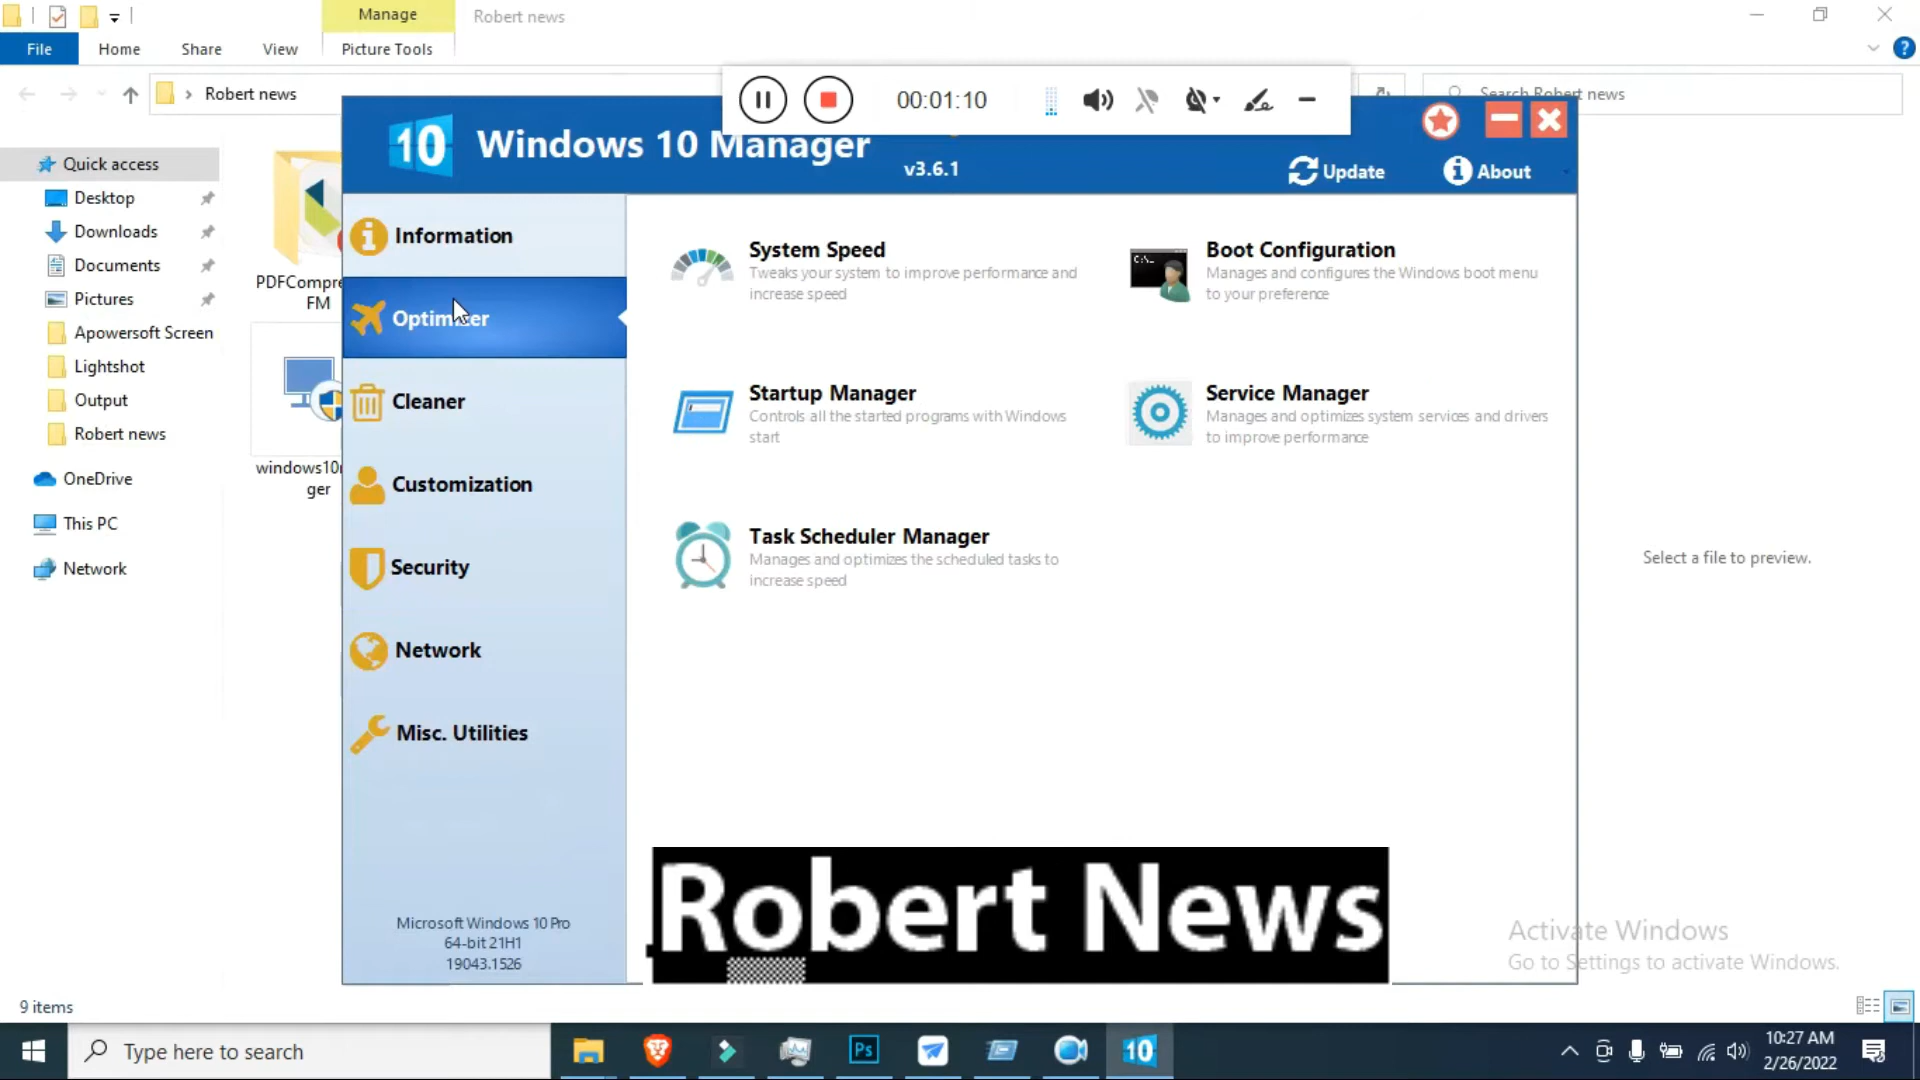 Manage
Robert news
File
Home
Share
View
Picture Tools
Robert news
Search Robert news
00:01:10
10
Windows 10 Manager
v3.6.1
Update
About
Quick access
Desktop
Downloads
Documents
Pictures
Apowersoft Screen
Lightshot
Output
Robert news
OneDrive
This PC
Network
PDFCompre
FM
windows10
ger
Information
Optimizer
Cleaner
Customization
Security
Network
Misc. Utilities
Microsoft Windows 10 Pro
64-bit 21H1
19043.1526
System Speed
Tweaks your system to improve performance and
increase speed
Boot Configuration
Manages and configures the Windows boot menu
to your preference
Startup Manager
Controls all the started programs with Windows
start
Service Manager
Manages and optimizes system services and drivers
to improve performance
Task Scheduler Manager
Manages and optimizes the scheduled tasks to
increase speed
Select a file to preview.
Robert News
Activate Windows
Go to Settings to activate Windows.
9 items
Type here to search
Ps
10
10:27 AM
2/26/2022